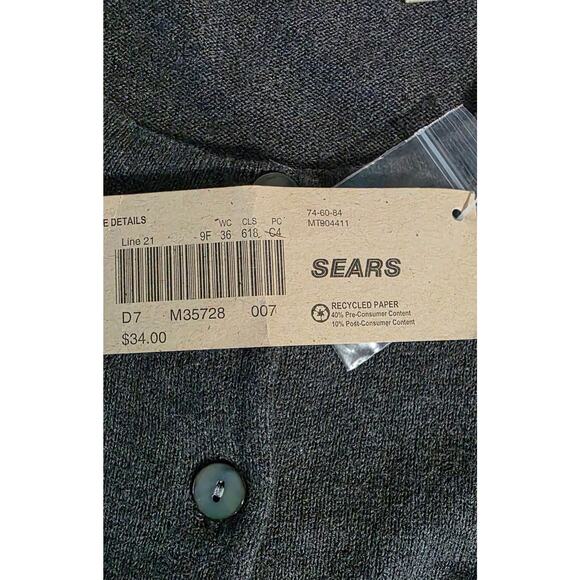 E DETAILS
WC CLS PC
Line 21 9F 36 618 C4
D7 M35728 007
$34.00
74-60-84
MT904411
SEARS
RECYCLED PAPER
40% Pre-Consumer Content
10% Post-Consumer Content